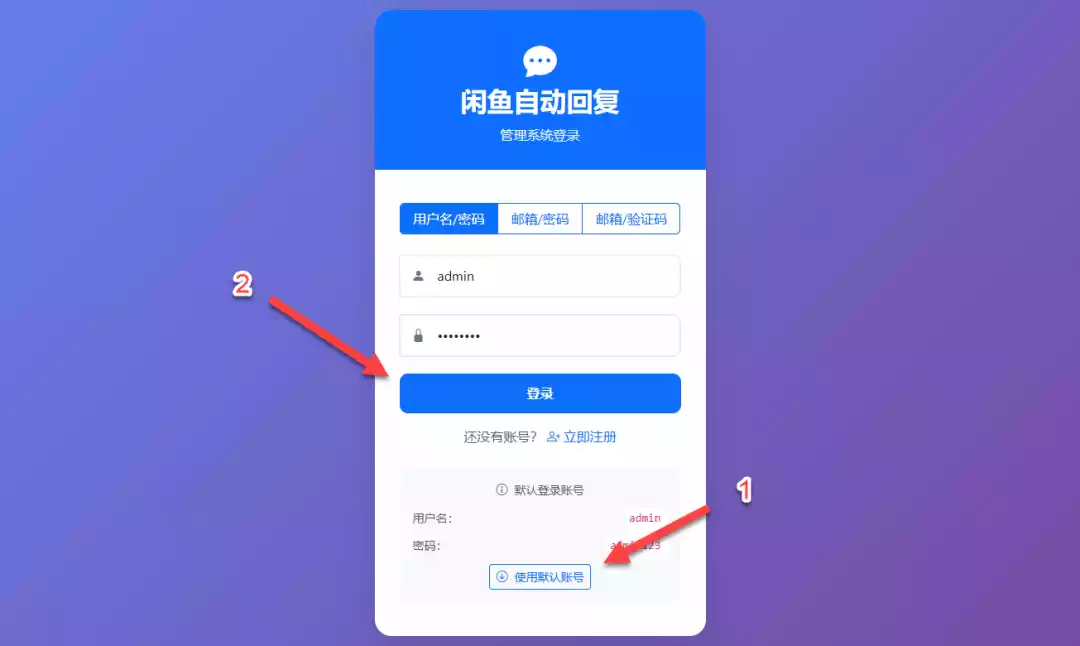 闲鱼自动回复
管理系统登录
用户名/密码 邮箱/密码 邮箱/验证码
admin
••••••••
2
登录
还没有账号? 立即注册
默认登录账号
1
用户名: admin
密码:
使用默认账号